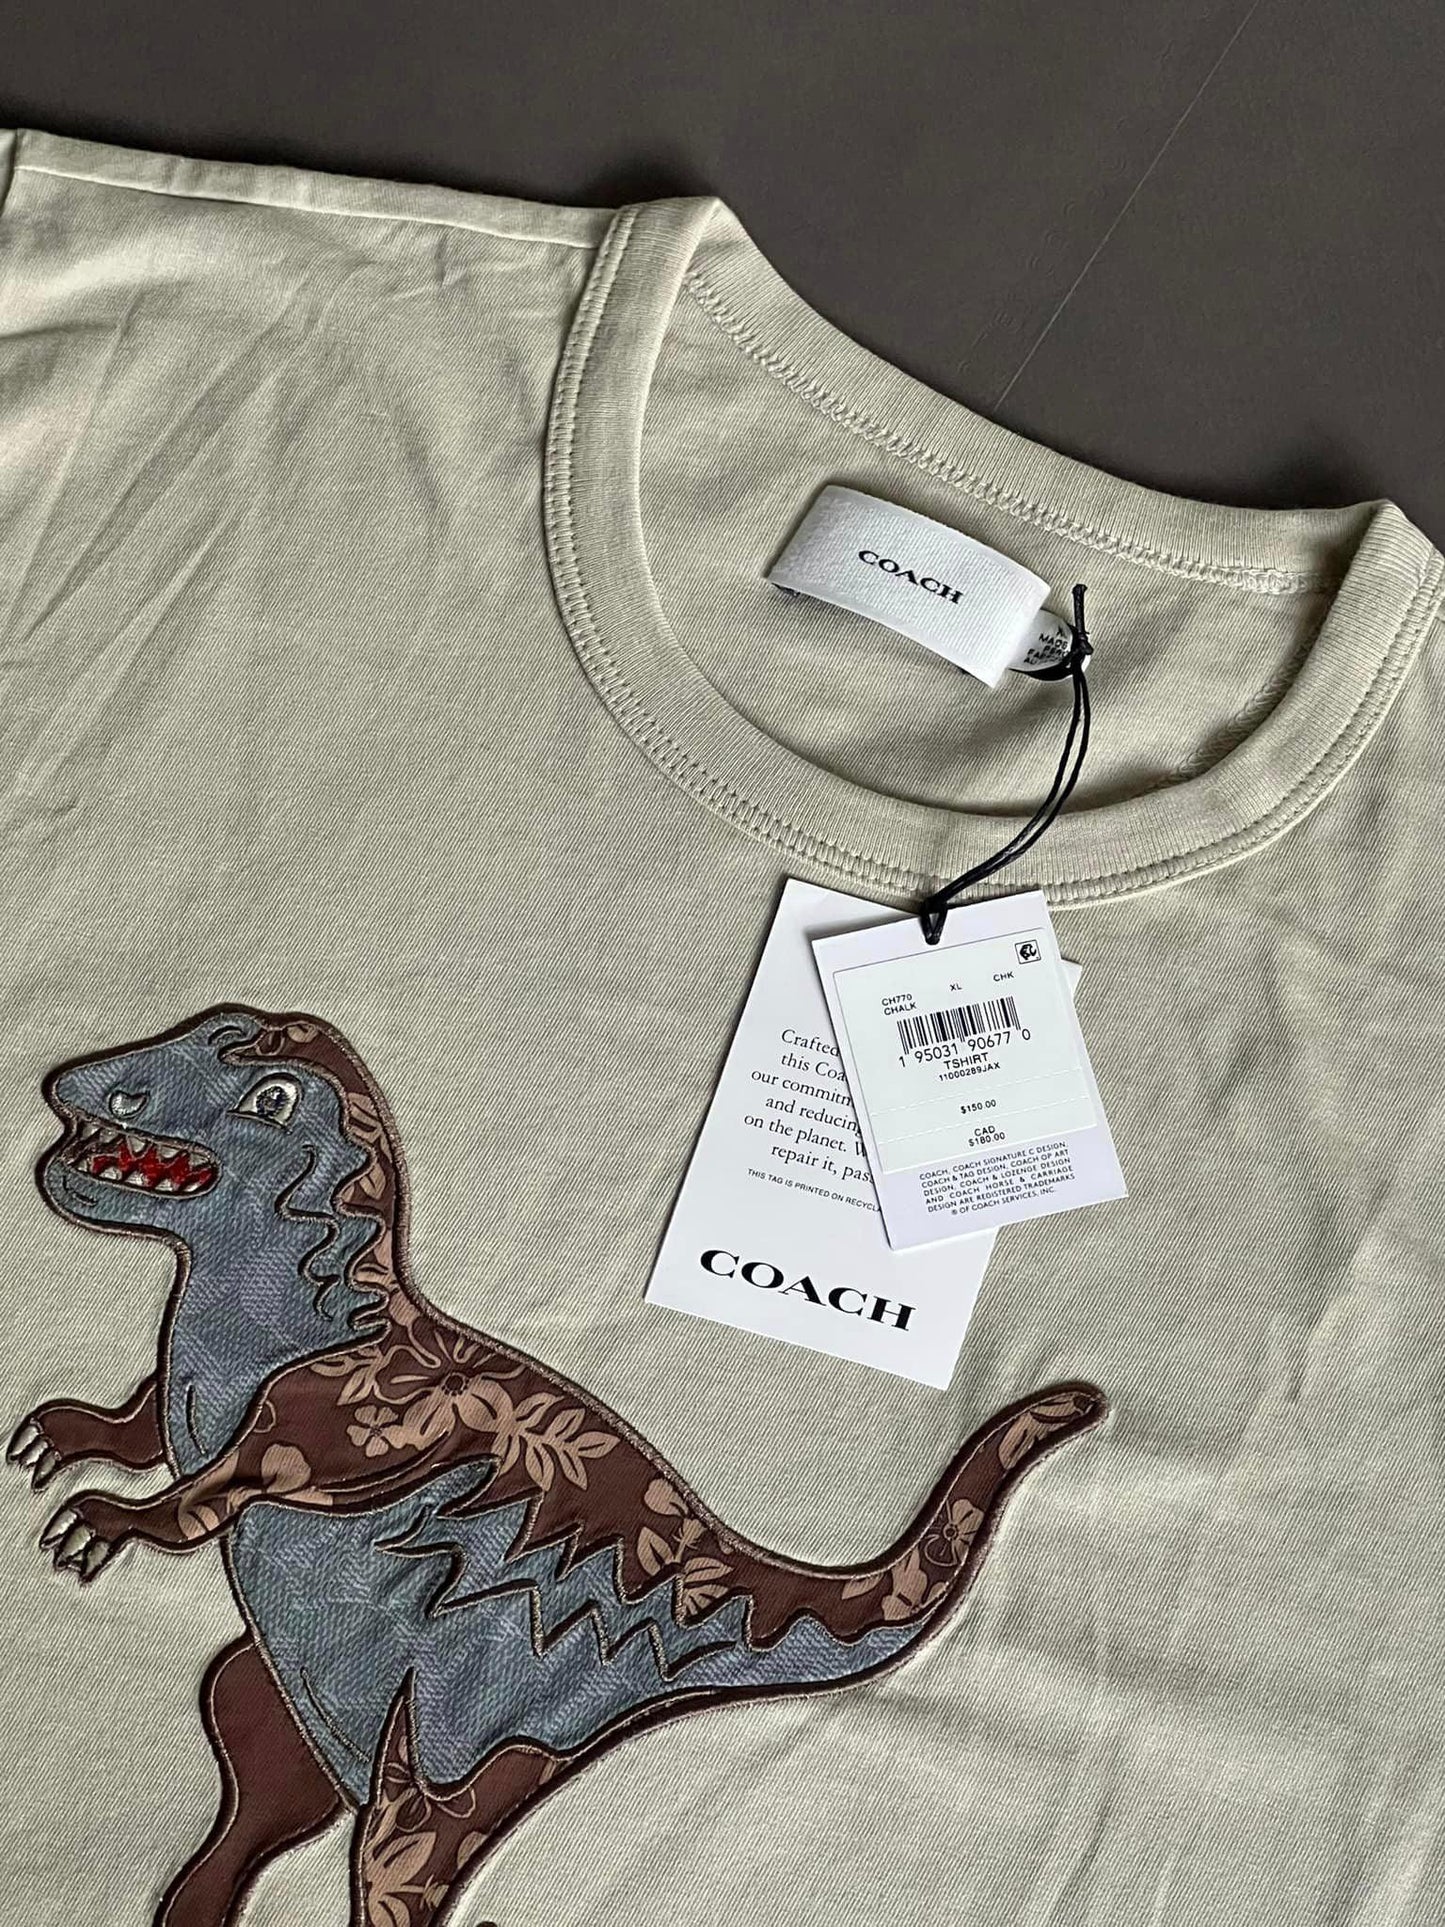 COACH
MADE
CH770
XL
CHK
CHALK
1 95031 90677 0
TSHIRT
11000289JAX
$150.00
CAD
$180.00
COACH, COACH SIGNATURE C DESIGN,
COACH & TAG DESIGN, COACH OP ART
DESIGN, COACH & LOZENGE DESIGN
AND COACH HORSE & CARRIAGE
DESIGN ARE REGISTERED TRADEMARKS
® OF COACH SERVICES, INC.
Crafted
this Coa
our commitm
and reducing
on the planet. W
repair it, pas
THIS TAG IS PRINTED ON RECYCLA
COACH